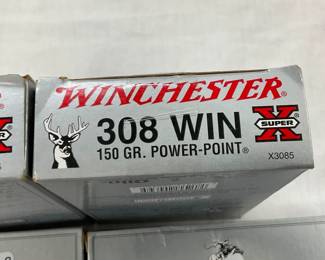 WINCHESTER
308 WIN
150 GR. POWER-POINT®
X
SUPER
X3085